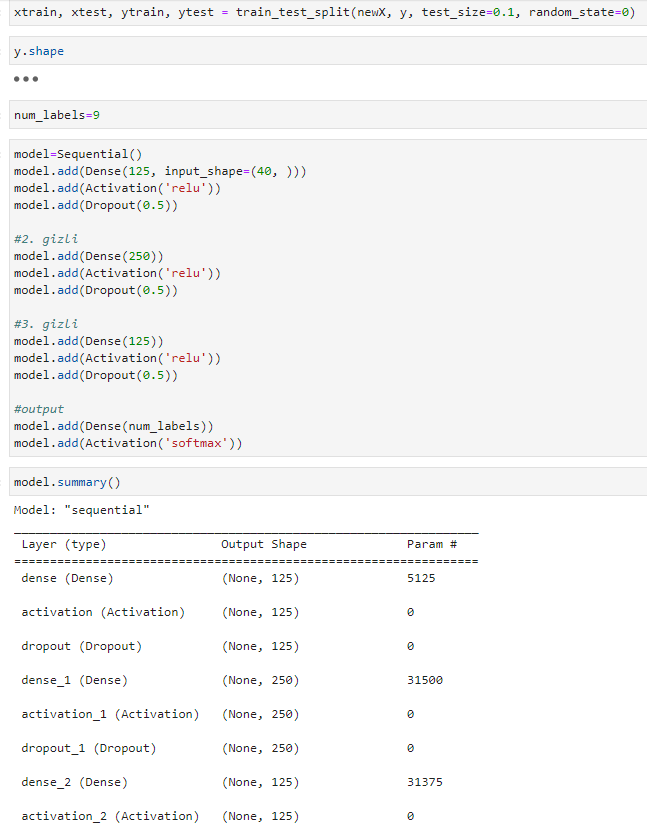 xtrain, xtest, ytrain, ytest = train_test_split(newX, y, test_size=0.1, random_state=0)
y.shape
•••
num_labels=9
model=Sequential()
model.add(Dense(125, input_shape=(40, )))
model.add(Activation('relu'))
model.add(Dropout(0.5))
#2. gizli
model.add(Dense(250))
model.add(Activation('relu'))
model.add(Dropout(0.5))
#3. gizli
model.add(Dense(125))
model.add(Activation('relu'))
model.add(Dropout(0.5))
#output
model.add(Dense(num_labels))
model.add(Activation('softmax'))
model.summary()
Model: "sequential"
_________________________________________________________________
Layer (type) Output Shape Param #
=================================================================
dense (Dense) (None, 125) 5125
activation (Activation) (None, 125) 0
dropout (Dropout) (None, 125) 0
dense_1 (Dense) (None, 250) 31500
activation_1 (Activation) (None, 250) 0
dropout_1 (Dropout) (None, 250) 0
dense_2 (Dense) (None, 125) 31375
activation_2 (Activation) (None, 125) 0